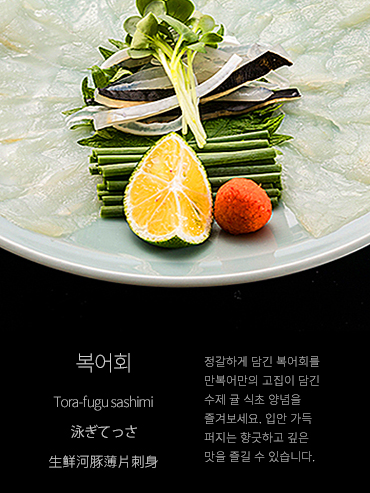 복어회
Tora-fugu sashimi
泳ぎてっさ
生鮮河豚薄片刺身
정갈하게 담긴 복어회를
만복어만의 고집이 담긴
수제 귤 식초 양념을
즐겨보세요. 입안 가득
퍼지는 향긋하고 깊은
맛을 즐길 수 있습니다.